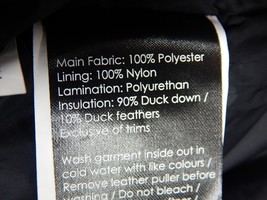 Main Fabric: 100% Polyester
Lining: 100% Nylon
Lamination: Polyurethan
Insulation: 90% Duck down /
10% Duck feathers
Exclusive of trims
Wash garment inside out in
cold water with like colours /
Remove leather puller before
washing / Do not bleach /